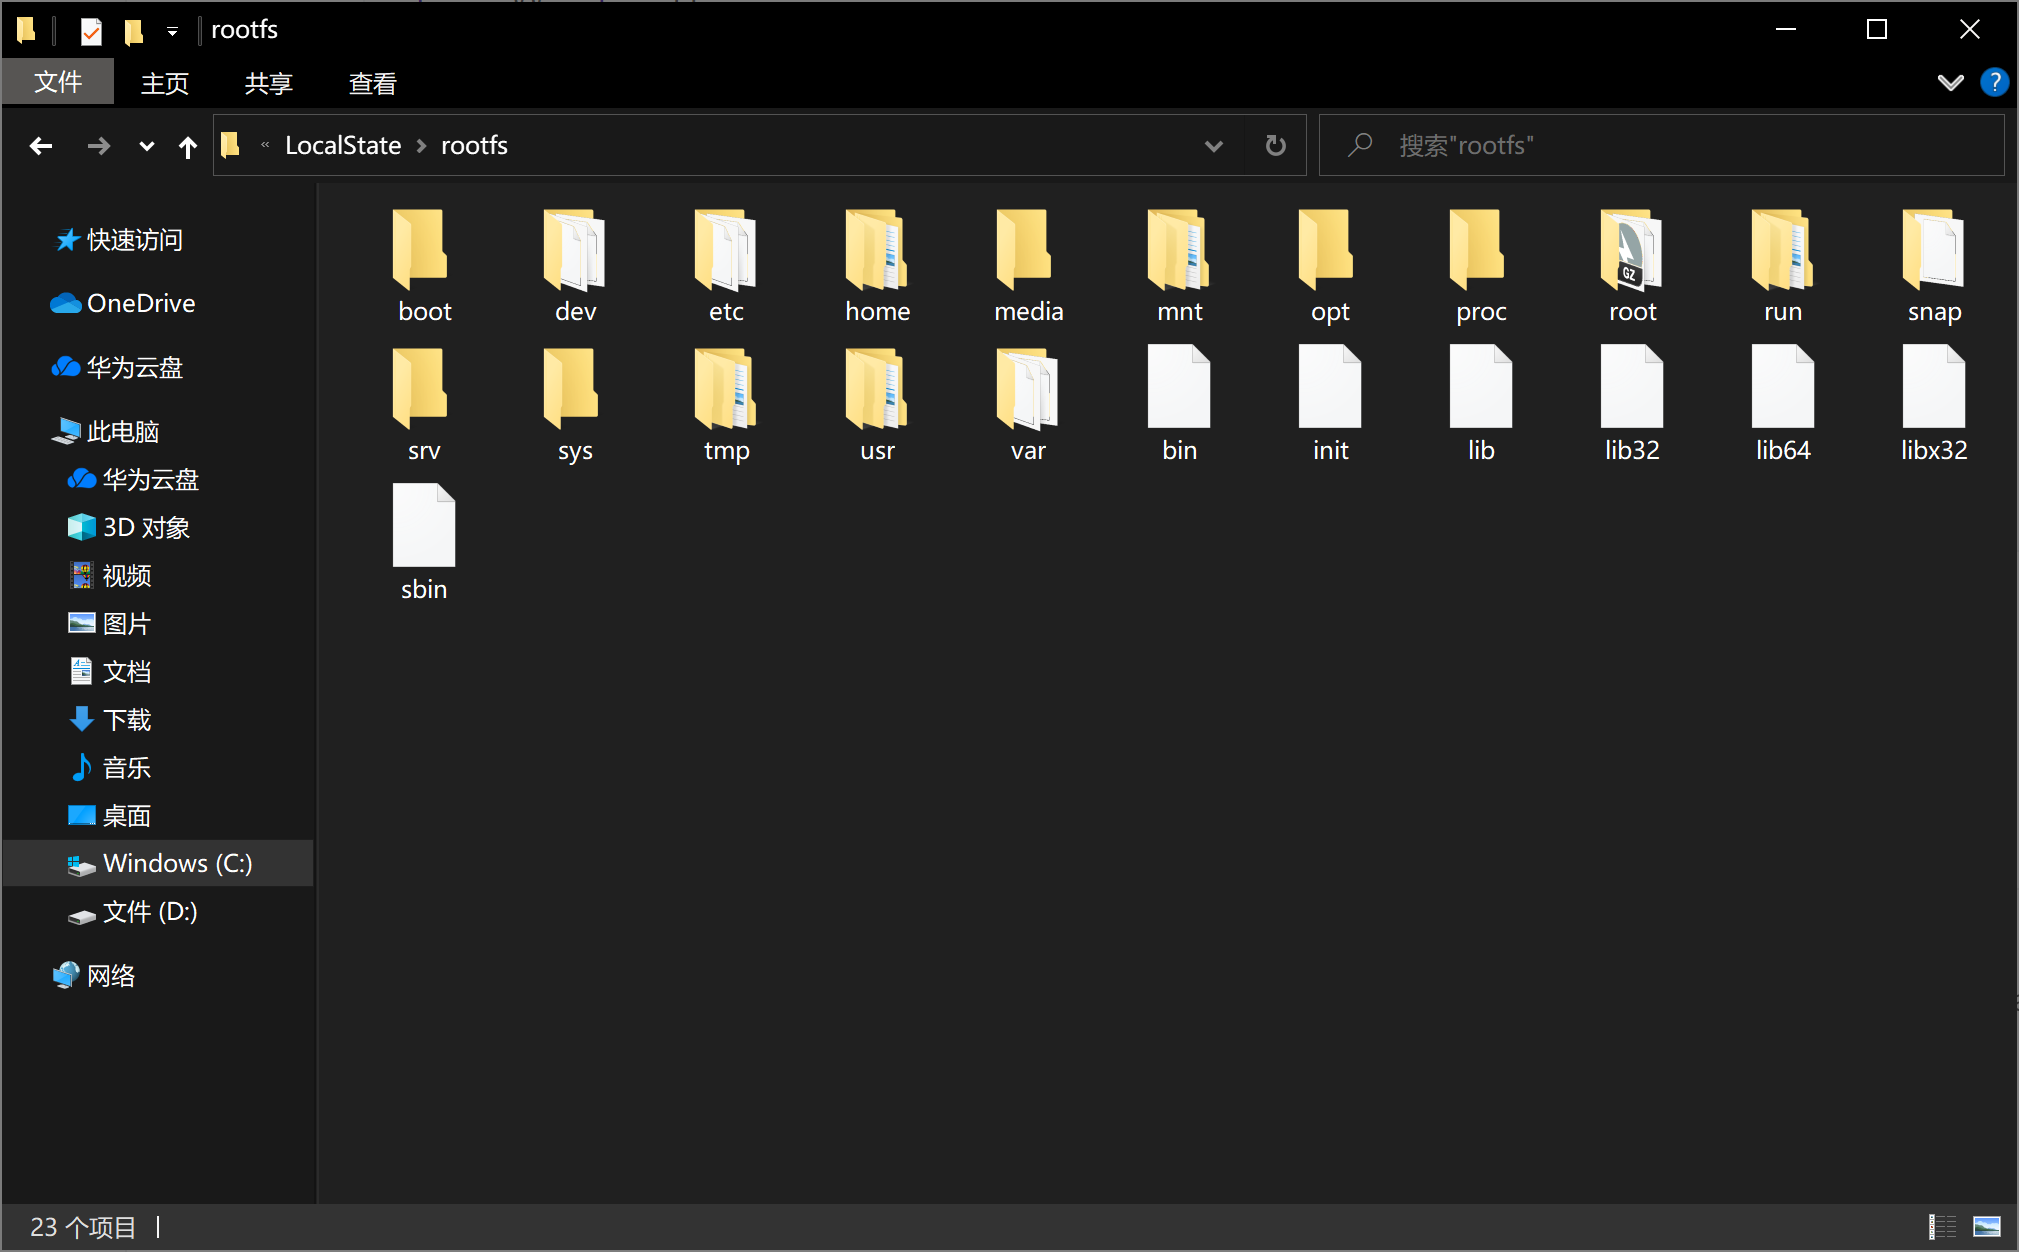 rootfs
文件 主页 共享 查看
?
« LocalState rootfs 搜索"rootfs"
快速访问
OneDrive
华为云盘
此电脑
华为云盘
3D 对象
视频
图片
文档
下载
音乐
桌面
Windows (C:)
文件 (D:)
网络
GZ
boot dev etc home media mnt opt proc root run snap
srv sys tmp usr var bin init lib lib32 lib64 libx32
sbin
23 个项目